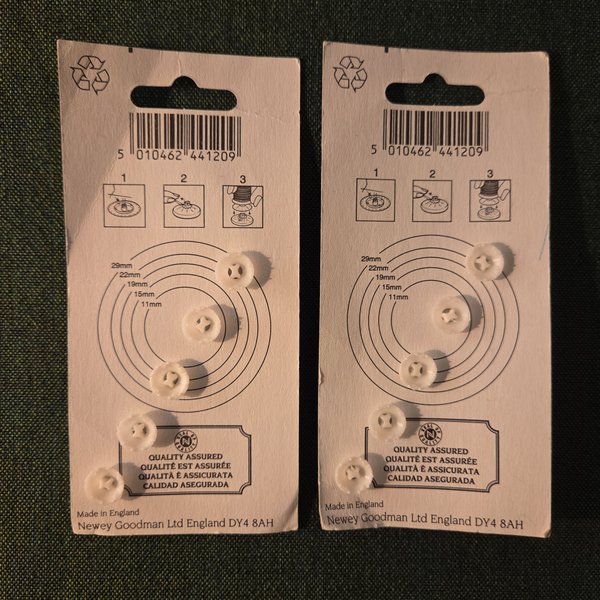 5 010462 441209
1 2 3
29mm
22mm
19mm
15mm
11mm
N
QUALITY ASSURED
QUALITÉ EST ASSURÉE
QUALITÀ È ASSICURATA
CALIDAD ASEGURADA
Made in England
Newey Goodman Ltd England DY4 8AH
5 010462 441209
1 2 3
29mm
22mm
19mm
15mm
11mm
N
QUALITY ASSURED
QUALITÉ EST ASSURÉE
QUALITÀ È ASSICURATA
CALIDAD ASEGURADA
Made in England
Newey Goodman Ltd England DY4 8AH